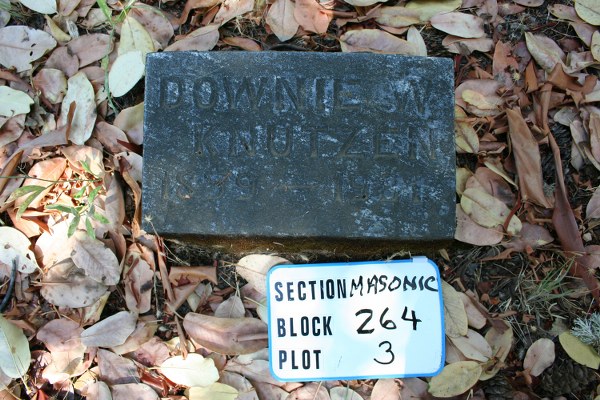 DOWNIE W.
KNUTZEN
SECTION MASONIC
BLOCK 264
PLOT 3